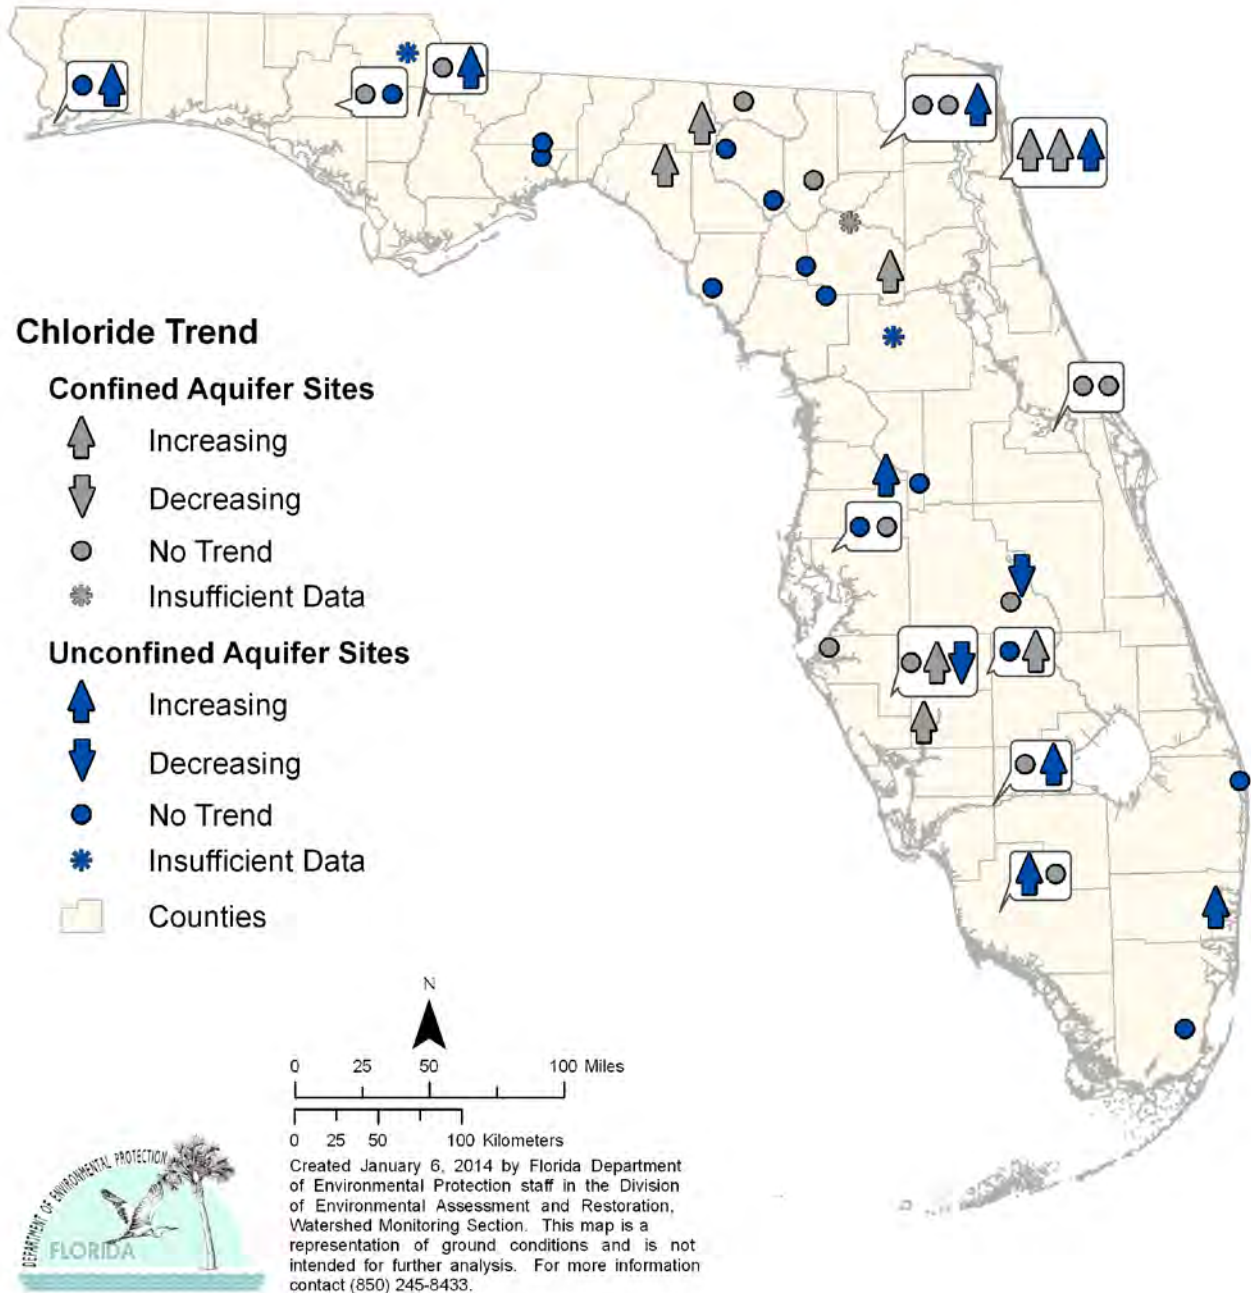 Chloride Trend
Confined Aquifer Sites
Increasing
Decreasing
No Trend
Insufficient Data
Unconfined Aquifer Sites
Increasing
Decreasing
No Trend
Insufficient Data
Counties
N
0 25 50 100 Miles
0 25 50 100 Kilometers
Created January 6, 2014 by Florida Department
of Environmental Protection staff in the Division
of Environmental Assessment and Restoration,
Watershed Monitoring Section. This map is a
representation of ground conditions and is not
intended for further analysis. For more information
contact (850) 245-8433.
DEPARTMENT OF ENVIRONMENTAL PROTECTION
FLORIDA